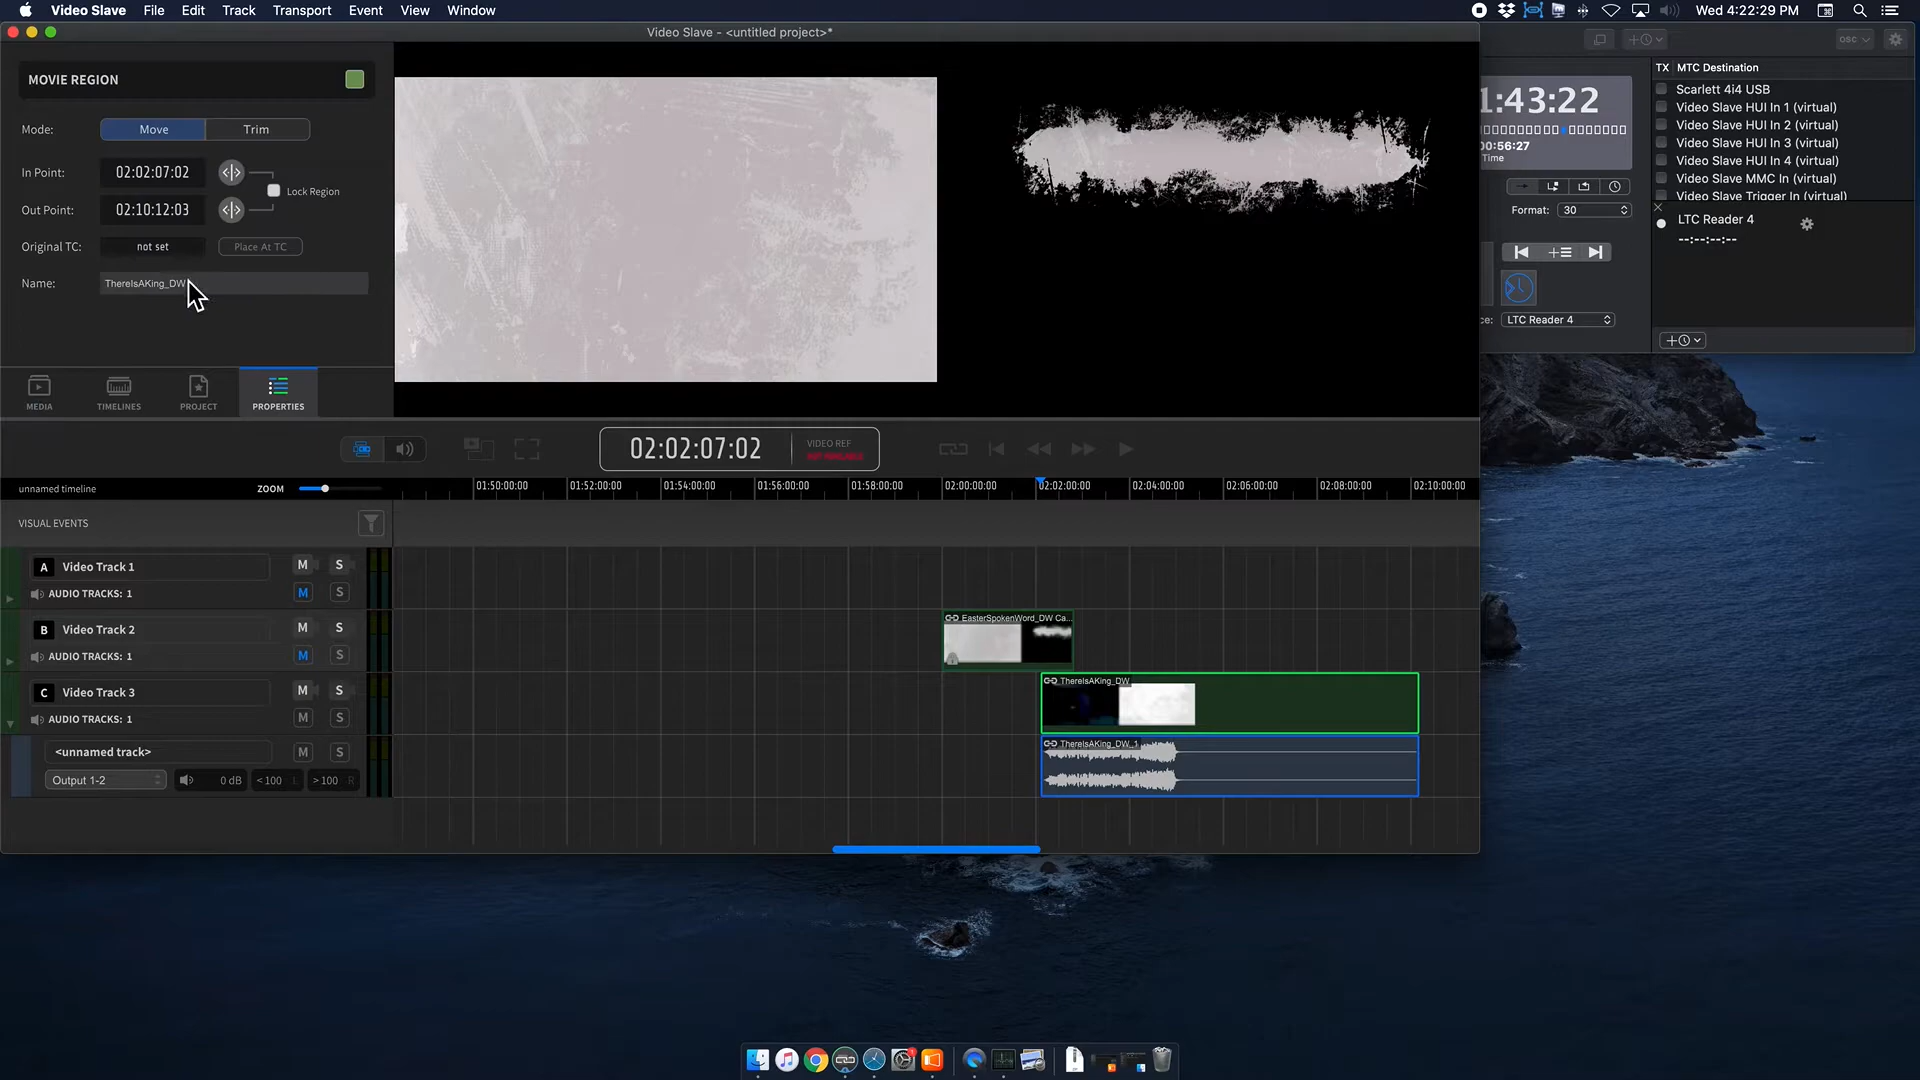 Video Slave File Edit Track Transport Event View Window
Wed 4:22:29 PM
Video Slave - <untitled project>*
MOVIE REGION
Mode: Move Trim
In Point: 02:02:07:02
Lock Region
Out Point: 02:10:12:03
Original TC: not set Place At TC
Name: ThereIsAKing_DW
MEDIA TIMELINES PROJECT PROPERTIES
02:02:07:02
VIDEO REF
NOT AVAILABLE
unnamed timeline
ZOOM
01:50:00:00 01:52:00:00 01:54:00:00 01:56:00:00 01:58:00:00 02:00:00:00 02:02:00:00 02:04:00:00 02:06:00:00 02:08:00:00 02:10:00:00
VISUAL EVENTS
A Video Track 1 M S
AUDIO TRACKS: 1 M S
B Video Track 2 M S
AUDIO TRACKS: 1 M S
C Video Track 3 M S
AUDIO TRACKS: 1 M S
<unnamed track> M S
Output 1-2 0 dB <100 L >100 R
EasterSpokenWord_DW Ca...
ThereIsAKing_DW
ThereIsAKing_DW_1
OSC
1:43:22
00:56:27
Time
Format: 30
ce: LTC Reader 4
TX MTC Destination
Scarlett 4i4 USB
Video Slave HUI In 1 (virtual)
Video Slave HUI In 2 (virtual)
Video Slave HUI In 3 (virtual)
Video Slave HUI In 4 (virtual)
Video Slave MMC In (virtual)
Video Slave Trigger In (virtual)
LTC Reader 4
--:--:--:--